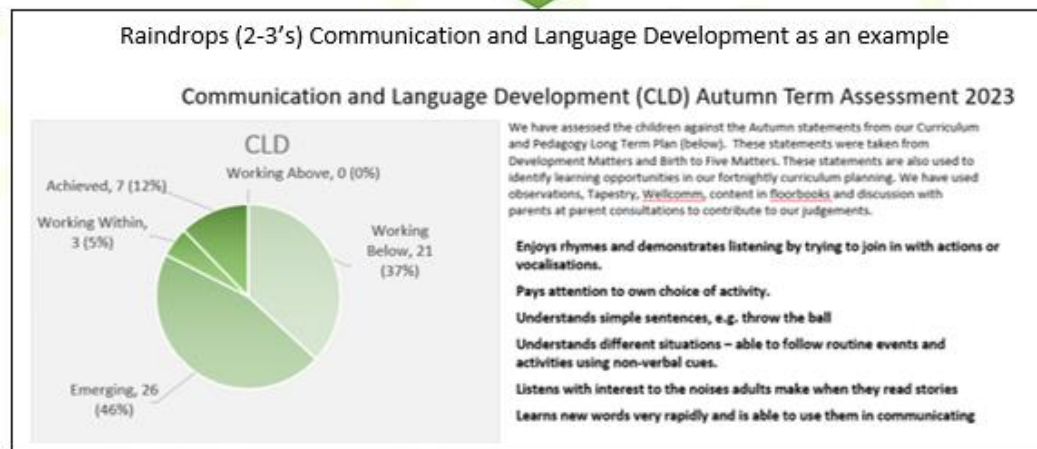 Raindrops (2-3's) Communication and Language Development as an example
Communication and Language Development (CLD) Autumn Term Assessment 2023
CLD
Working Above, 0 (0%)
Achieved, 7 (12%)
Working Within,
3 (5%)
Working
Below, 21
(37%)
Emerging, 26
(46%)
We have assessed the children against the Autumn statements from our Curriculum
and Pedagogy Long Term Plan (below). These statements were taken from
Development Matters and Birth to Five Matters. These statements are also used to
identify learning opportunities in our fortnightly curriculum planning. We have used
observations, Tapestry, Wellcomm, content in floorbooks and discussion with
parents at parent consultations to contribute to our judgements.
Enjoys rhymes and demonstrates listening by trying to join in with actions or
vocalisations.
Pays attention to own choice of activity.
Understands simple sentences, e.g. throw the ball
Understands different situations – able to follow routine events and
activities using non-verbal cues.
Listens with interest to the noises adults make when they read stories
Learns new words very rapidly and is able to use them in communicating